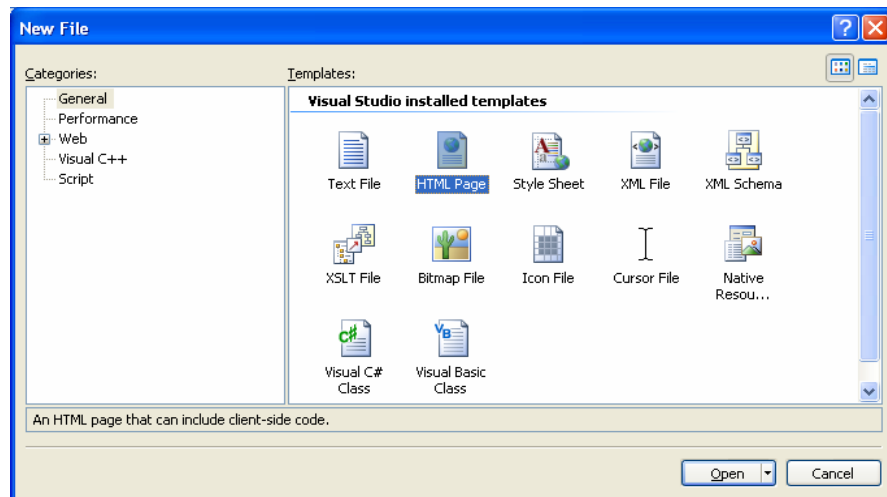 New File
Categories:
Templates:
General
Performance
Web
Visual C++
Script
Visual Studio installed templates
Text File
HTML Page
Style Sheet
XML File
XML Schema
XSLT File
Bitmap File
Icon File
Cursor File
Native
Resou...
Visual C#
Class
Visual Basic
Class
An HTML page that can include client-side code.
Open
Cancel